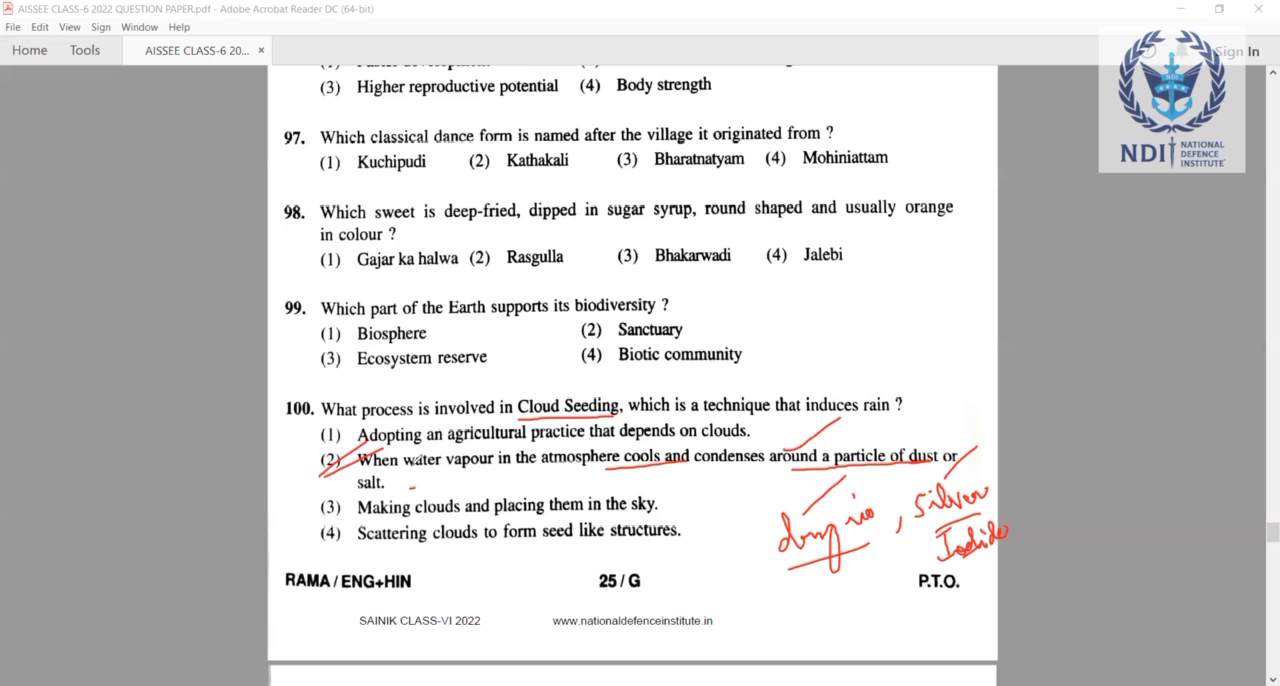 AISSEE CLASS-6 2022 QUESTION PAPER.pdf - Adobe Acrobat Reader DC (64-bit)
File Edit View Sign Window Help
Home Tools AISSEE CLASS-6 20... × Sign In
(3) Higher reproductive potential (4) Body strength
NDI NATIONAL DEFENCE INSTITUTE
97. Which classical dance form is named after the village it originated from ?
(1) Kuchipudi (2) Kathakali (3) Bharatnatyam (4) Mohiniattam
98. Which sweet is deep-fried, dipped in sugar syrup, round shaped and usually orange
in colour ?
(1) Gajar ka halwa (2) Rasgulla (3) Bhakarwadi (4) Jalebi
99. Which part of the Earth supports its biodiversity ?
(1) Biosphere (2) Sanctuary
(3) Ecosystem reserve (4) Biotic community
100. What process is involved in Cloud Seeding, which is a technique that induces rain ?
(1) Adopting an agricultural practice that depends on clouds.
(2) When water vapour in the atmosphere cools and condenses around a particle of dust or
salt.
(3) Making clouds and placing them in the sky.
(4) Scattering clouds to form seed like structures.
, Silver
Iodide
RAMA / ENG+HIN 25 / G P.T.O.
SAINIK CLASS-VI 2022 www.nationaldefenceinstitute.in